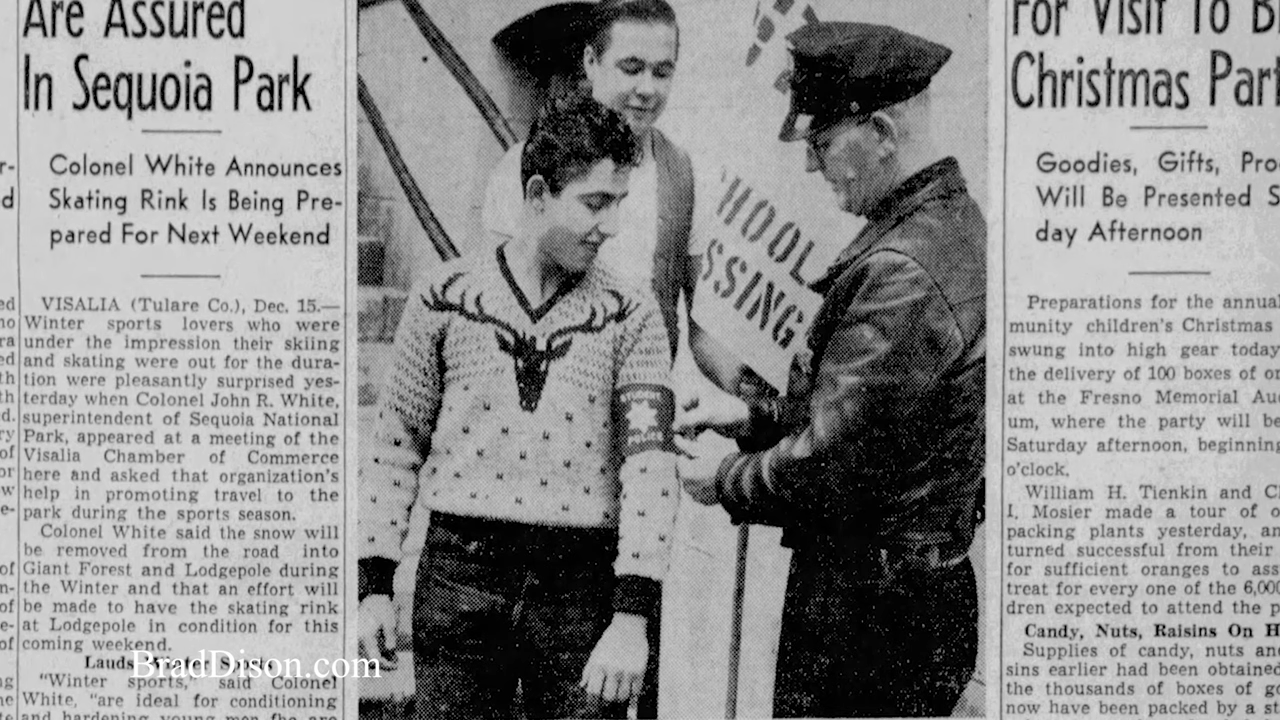 Are Assured
In Sequoia Park
Colonel White Announces
Skating Rink Is Being Pre-
pared For Next Weekend
VISALIA (Tulare Co.), Dec. 15.—
Winter sports lovers who were
under the impression their skiing
and skating were out for the dura-
tion were pleasantly surprised yes-
terday when Colonel John R. White,
superintendent of Sequoia National
Park, appeared at a meeting of the
Visalia Chamber of Commerce
here and asked that organization's
help in promoting travel to the
park during the sports season.
Colonel White said the snow will
be removed from the road into
Giant Forest and Lodgepole during
the Winter and that an effort will
be made to have the skating rink
at Lodgepole in condition for this
coming weekend.
Lauds
"Winter sports," said Colonel
White, "are ideal for conditioning
and hardening young men
BradDison.com
HOOL
SSING
For Visit To B
Christmas Part
Goodies, Gifts, Pro
Will Be Presented S
day Afternoon
Preparations for the annual
munity children's Christmas
swung into high gear today
the delivery of 100 boxes of or
at the Fresno Memorial Au
um, where the party will be
Saturday afternoon, beginning
o'clock.
William H. Tienkin and C
I. Mosier made a tour of o
packing plants yesterday, an
turned successful from their
for sufficient oranges to ass
treat for every one of the 6,000
dren expected to attend the p
Candy, Nuts, Raisins On H
Supplies of candy, nuts and
sins earlier had been obtained
the thousands of boxes of go
now have been packed by a st